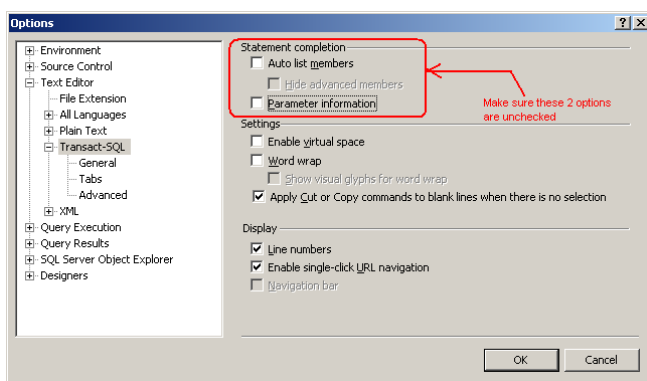 Options
Environment
Source Control
Text Editor
File Extension
All Languages
Plain Text
Transact-SQL
General
Tabs
Advanced
XML
Query Execution
Query Results
SQL Server Object Explorer
Designers
Statement completion
Auto list members
Hide advanced members
Parameter information
Make sure these 2 options
are unchecked
Settings
Enable virtual space
Word wrap
Show visual glyphs for word wrap
Apply Cut or Copy commands to blank lines when there is no selection
Display
Line numbers
Enable single-click URL navigation
Navigation bar
OK
Cancel